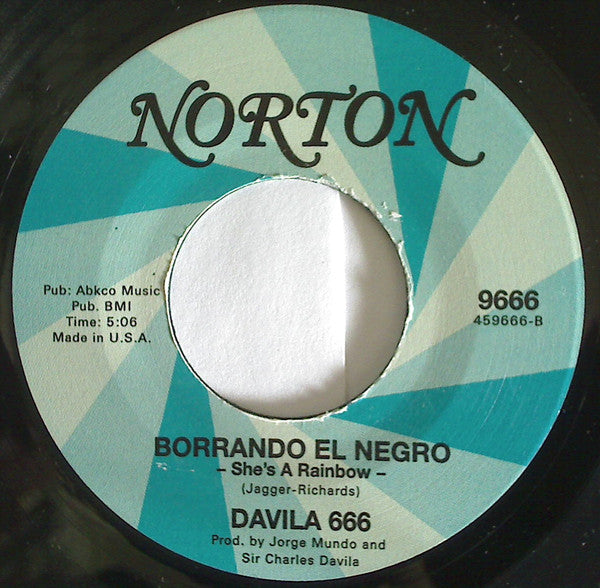 NORTON
Pub: Abkco Music
Pub. BMI
Time: 5:06
Made in U.S.A.
9666
459666-B
BORRANDO EL NEGRO
– She's A Rainbow –
(Jagger-Richards)
DAVILA 666
Prod. by Jorge Mundo and
Sir Charles Davila